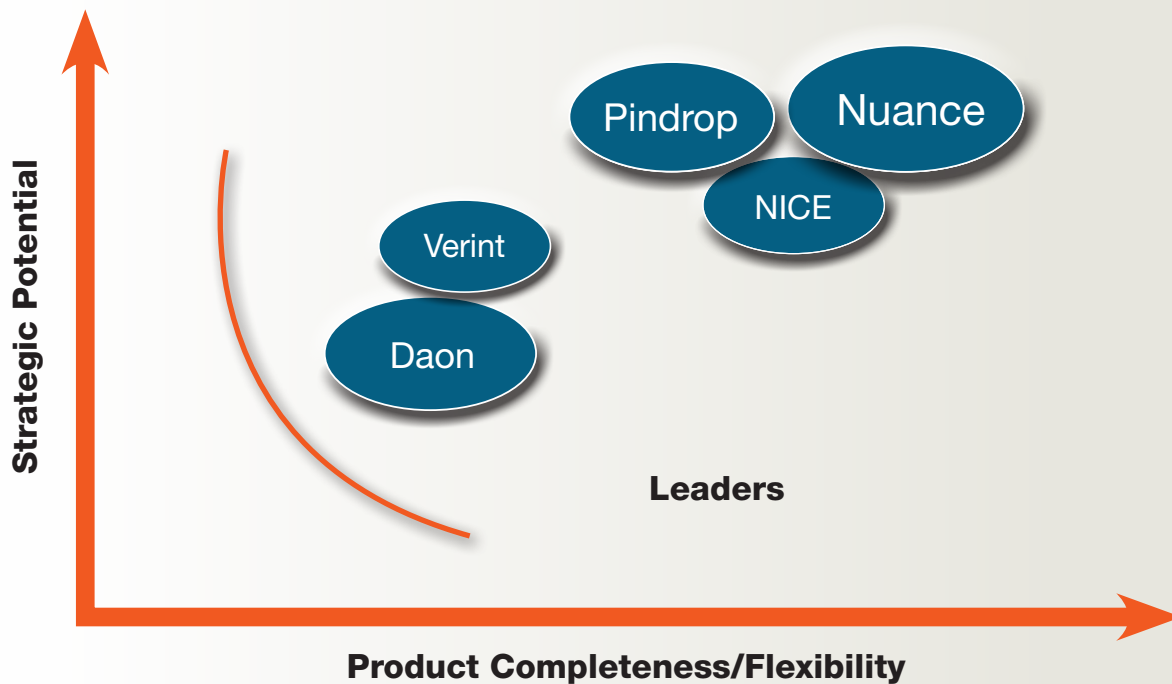 Strategic Potential
Pindrop
Nuance
NICE
Verint
Daon
Leaders
Product Completeness/Flexibility